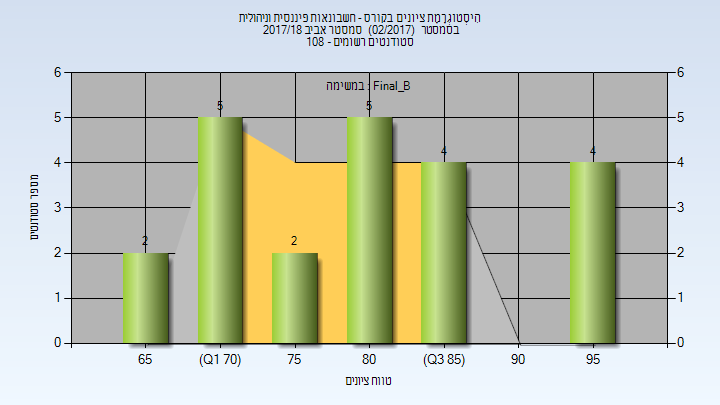 היסטוגרמת ציונים בקורס - חשבונאות פיננסית וניהולית
בסמסטר (02/2017) סמסטר אביב 2017/18
סטודנטים רשומים - 108
במשימה : Final_B
מספר סטודנטים
6 6
5 5
4 4
3 3
2 2
1 1
0 0
2 5 2 5 4 4
65 (Q1 70) 75 80 (Q3 85) 90 95
טווח ציונים